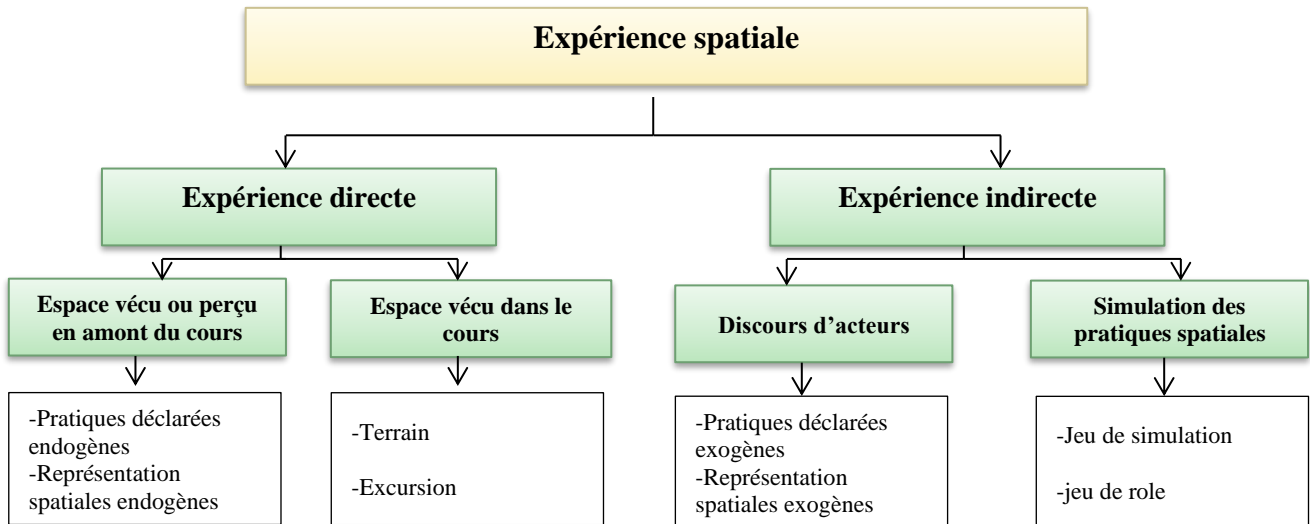 Expérience spatiale
Expérience directe
Expérience indirecte
Espace vécu ou perçu
en amont du cours
Espace vécu dans le
cours
Discours d’acteurs
Simulation des
pratiques spatiales
-Pratiques déclarées
endogènes
-Représentation
spatiales endogènes
-Terrain
-Excursion
-Pratiques déclarées
exogènes
-Représentation
spatiales exogènes
-Jeu de simulation
-jeu de role